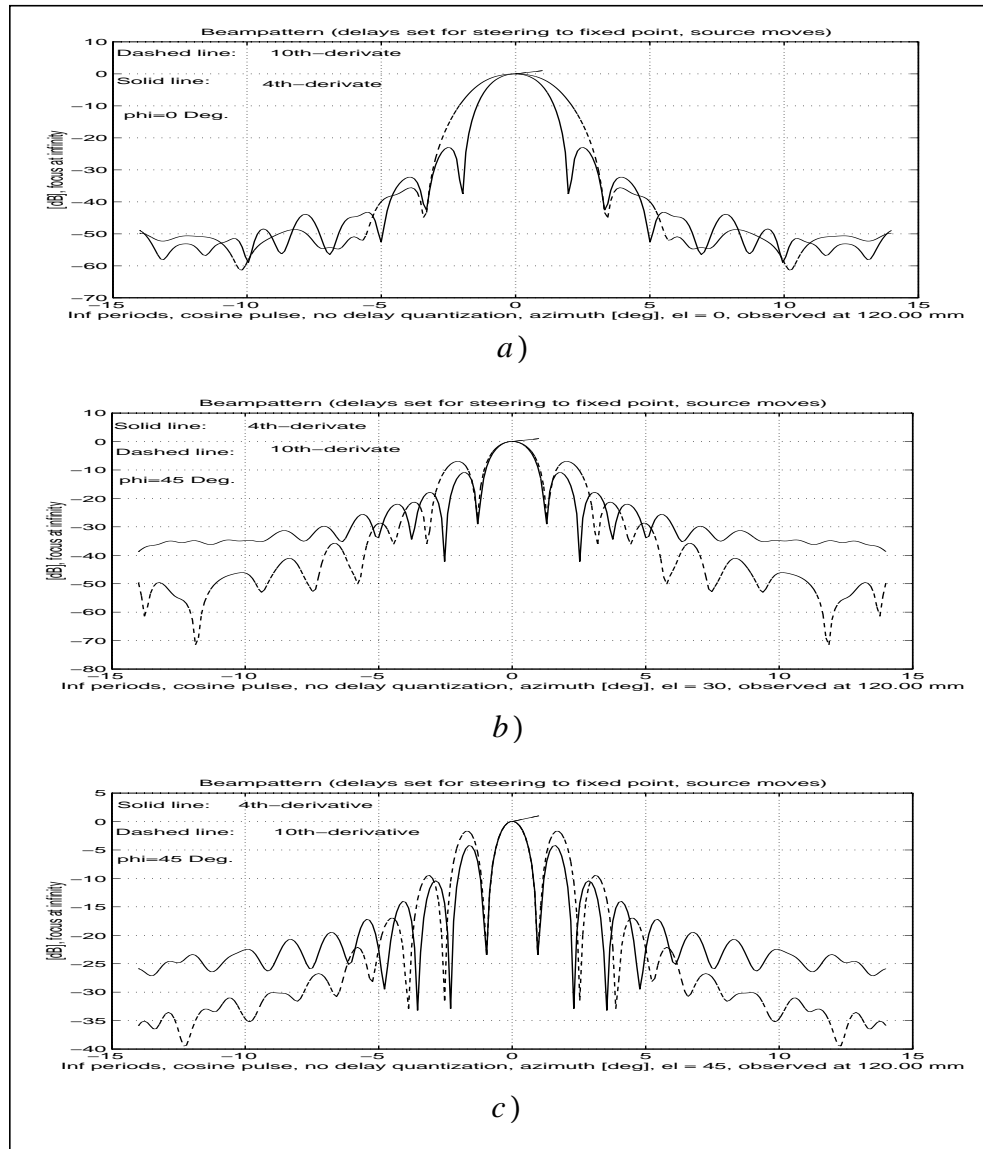 Beampattern (delays set for steering to fixed point, source moves)
10
0
−10
−20
−30
−40
−50
−60
−70
[dB], focus at infinity
Dashed line: 10th−derivate
Solid line: 4th−derivate
phi=0 Deg.
−15 −10 −5 0 5 10 15
Inf periods, cosine pulse, no delay quantization, azimuth [deg], el = 0, observed at 120.00 mm
a)
Beampattern (delays set for steering to fixed point, source moves)
10
0
−10
−20
−30
−40
−50
−60
−70
−80
[dB], focus at infinity
Solid line: 4th−derivate
Dashed line: 10th−derivate
phi=45 Deg.
−15 −10 −5 0 5 10 15
Inf periods, cosine pulse, no delay quantization, azimuth [deg], el = 30, observed at 120.00 mm
b)
Beampattern (delays set for steering to fixed point, source moves)
5
0
−5
−10
−15
−20
−25
−30
−35
−40
[dB], focus at infinity
Solid line: 4th−derivative
Dashed line: 10th−derivative
phi=45 Deg.
−15 −10 −5 0 5 10 15
Inf periods, cosine pulse, no delay quantization, azimuth [deg], el = 45, observed at 120.00 mm
c)